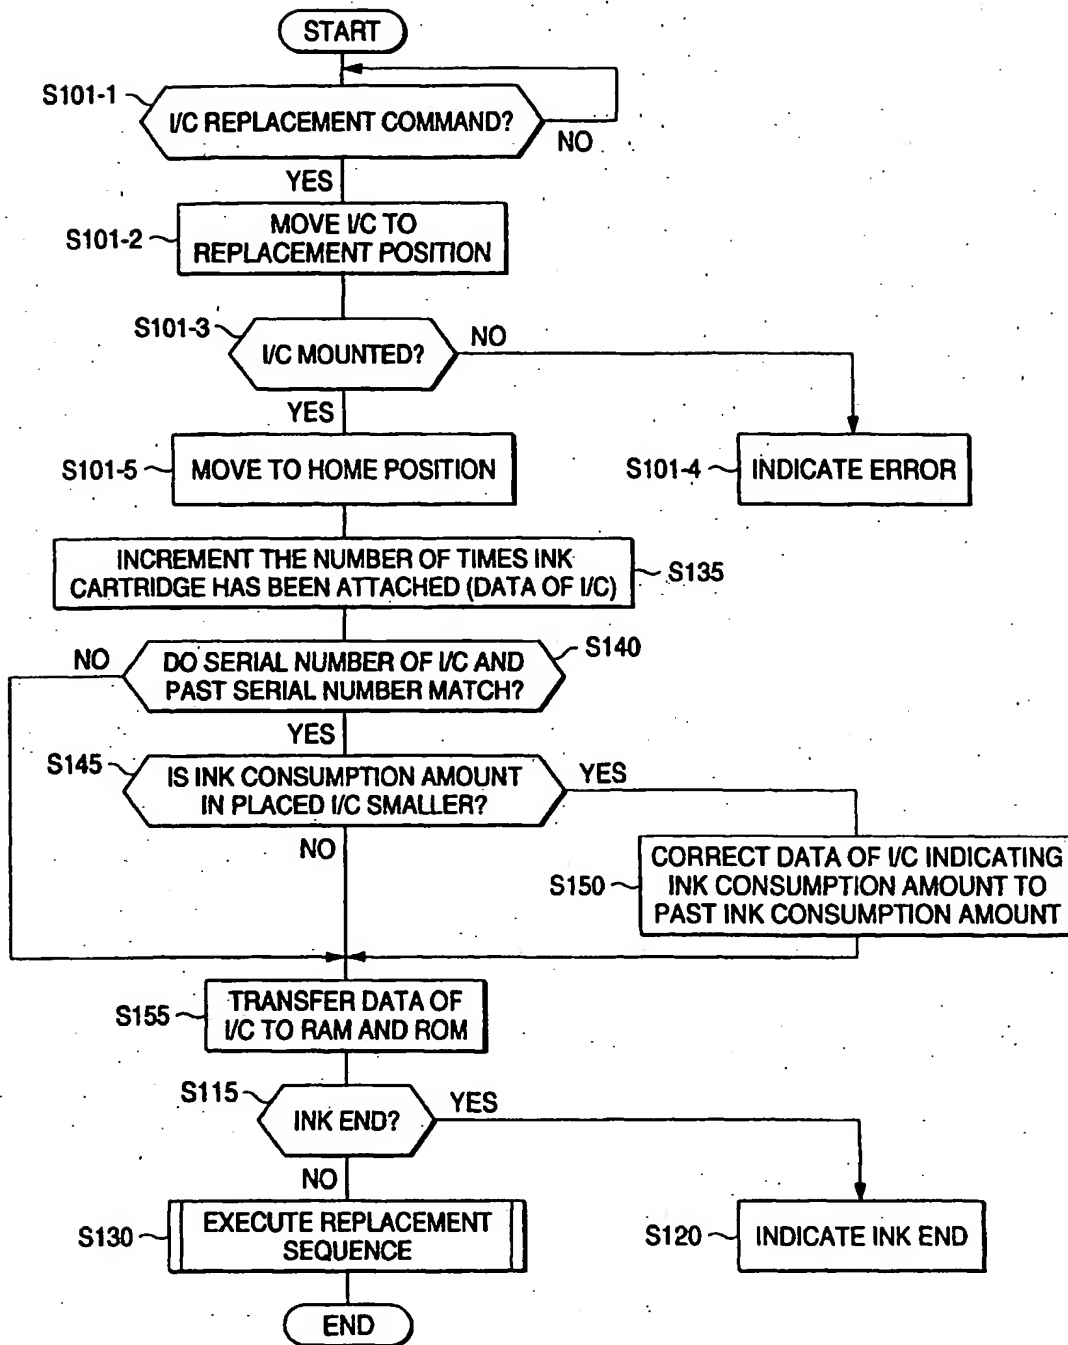 START
S101-1
I/C REPLACEMENT COMMAND?
NO
YES
S101-2
MOVE I/C TO
REPLACEMENT POSITION
S101-3
I/C MOUNTED?
NO
YES
S101-5
MOVE TO HOME POSITION
S101-4
INDICATE ERROR
INCREMENT THE NUMBER OF TIMES INK
CARTRIDGE HAS BEEN ATTACHED (DATA OF I/C)
S135
NO
DO SERIAL NUMBER OF I/C AND
PAST SERIAL NUMBER MATCH?
S140
YES
S145
IS INK CONSUMPTION AMOUNT
IN PLACED I/C SMALLER?
YES
NO
S150
CORRECT DATA OF I/C INDICATING
INK CONSUMPTION AMOUNT TO
PAST INK CONSUMPTION AMOUNT
S155
TRANSFER DATA OF
I/C TO RAM AND ROM
S115
INK END?
YES
NO
S130
EXECUTE REPLACEMENT
SEQUENCE
S120
INDICATE INK END
END